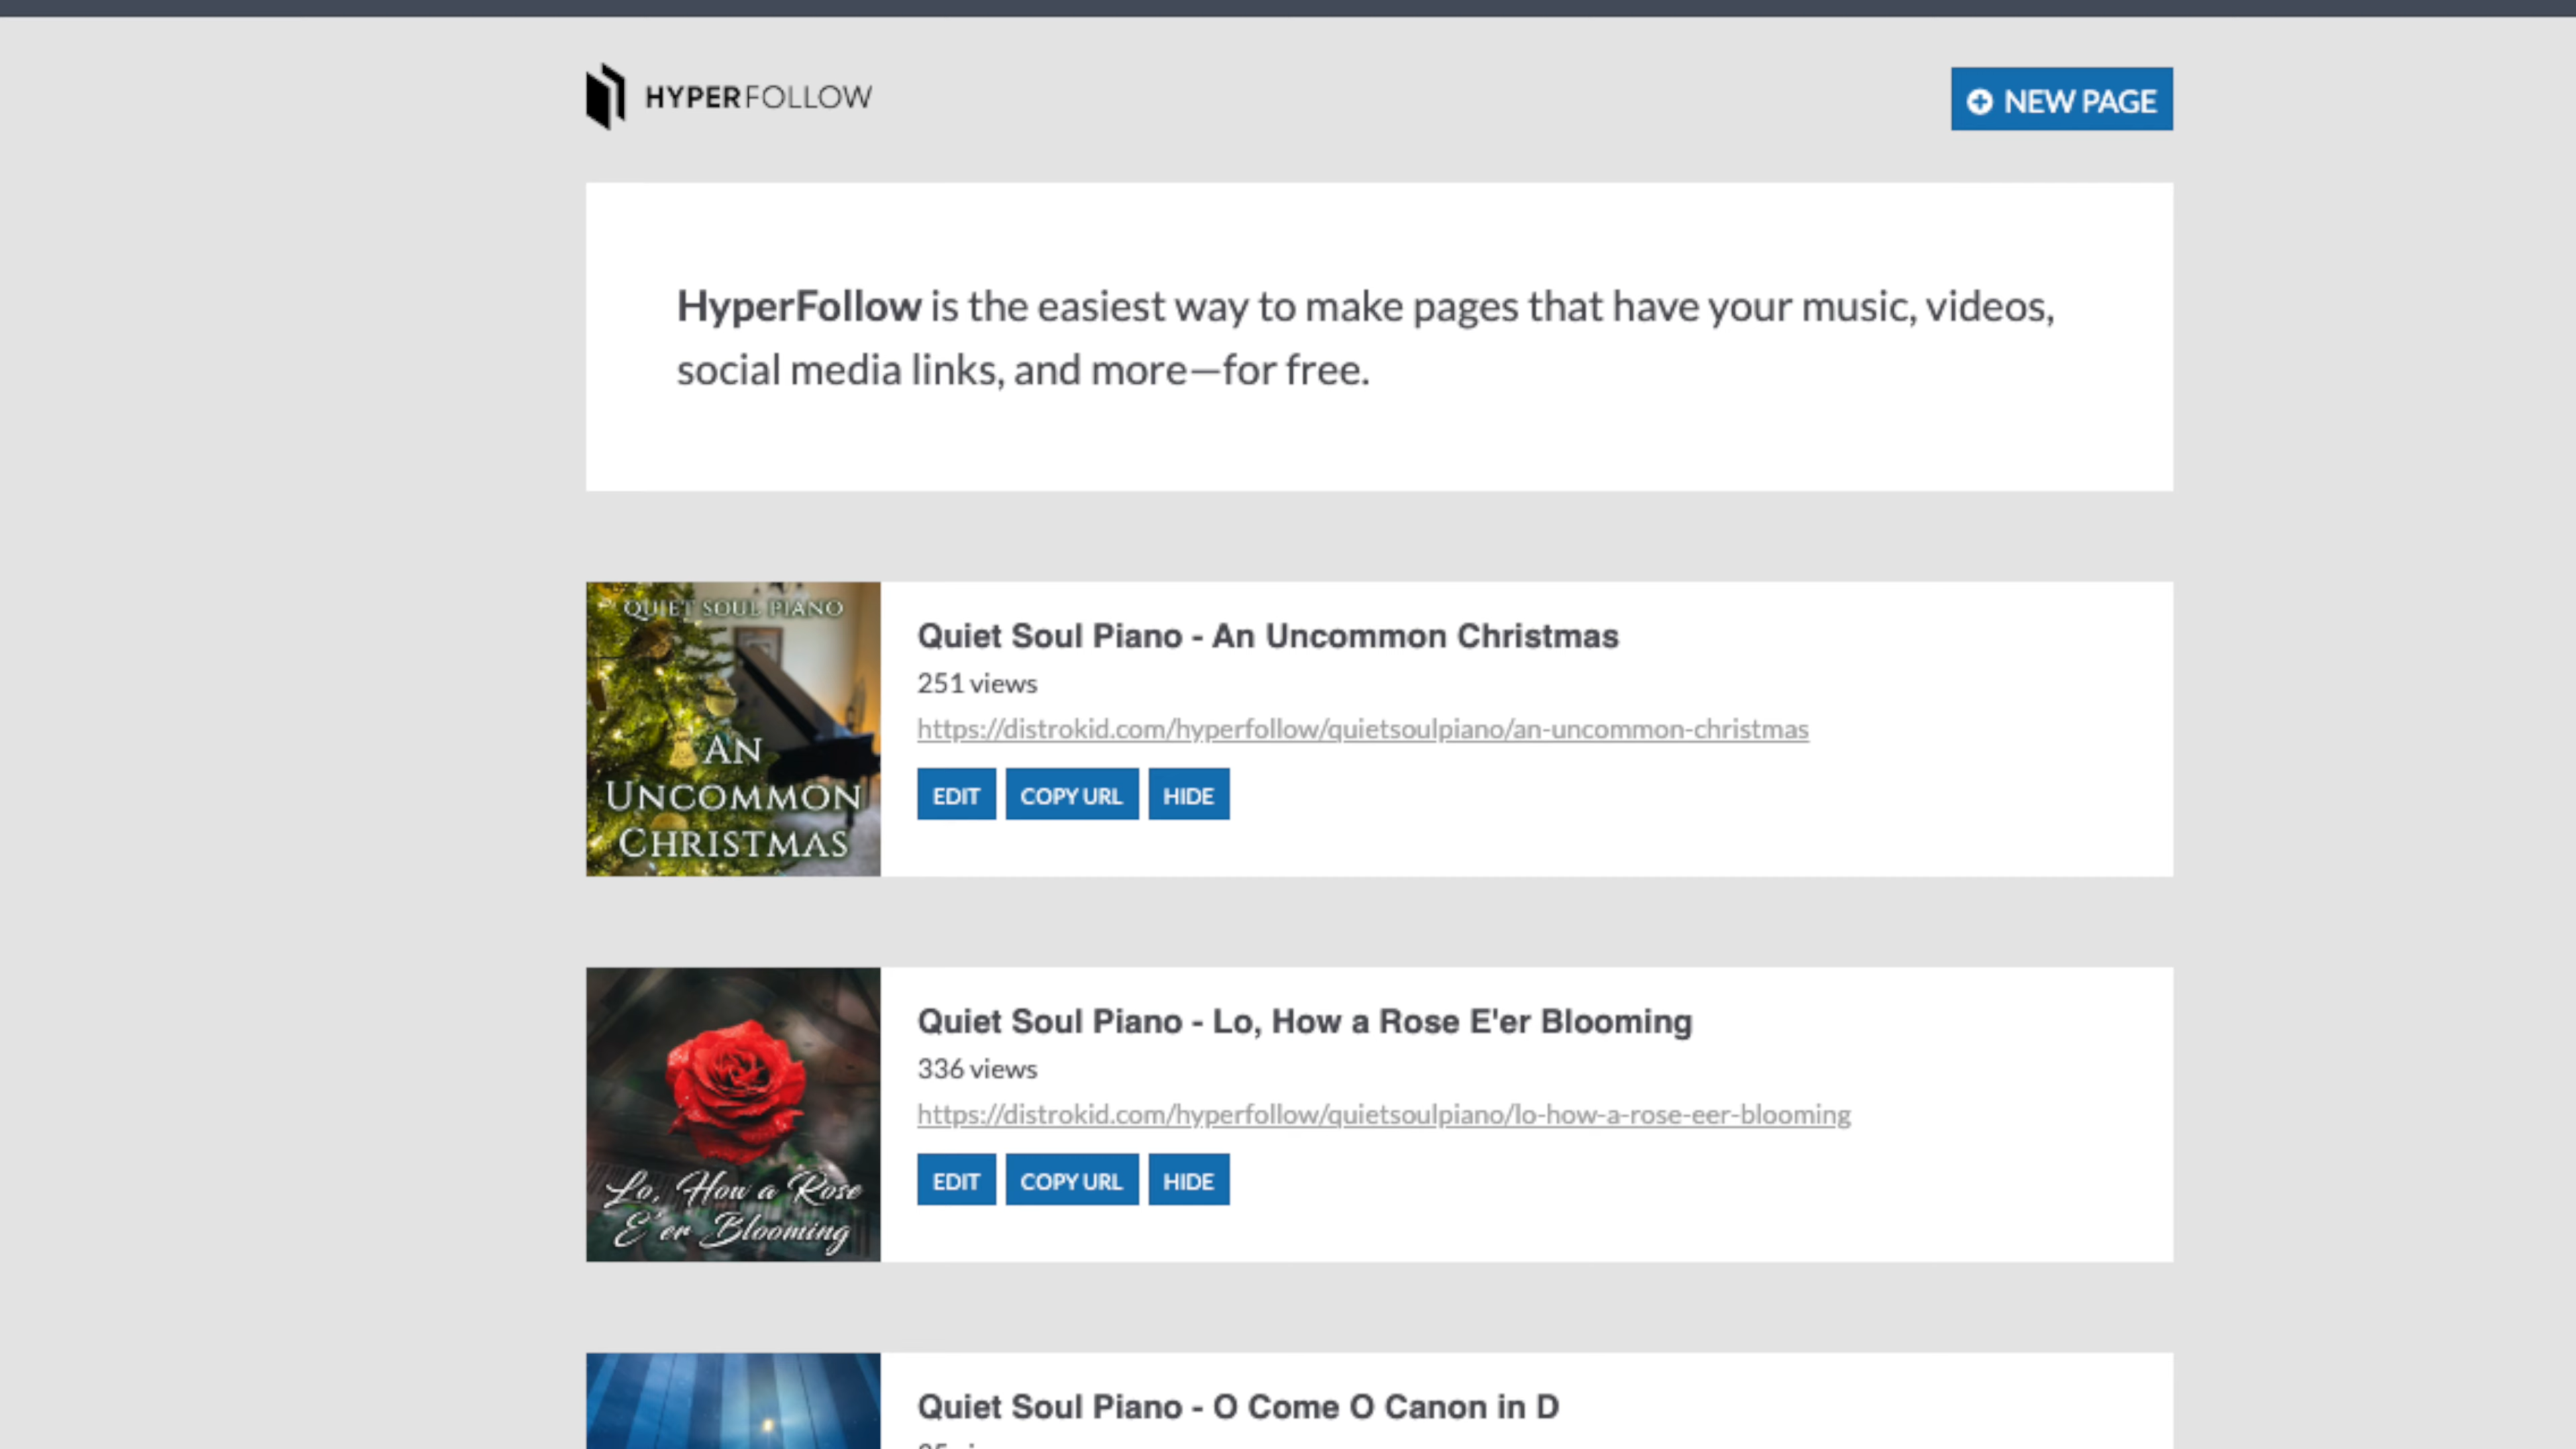 HYPERFOLLOW
NEW PAGE
HyperFollow is the easiest way to make pages that have your music, videos,
social media links, and more—for free.
QUIET SOUL PIANO
AN
UNCOMMON
CHRISTMAS
Quiet Soul Piano - An Uncommon Christmas
251 views
https://distrokid.com/hyperfollow/quietsoulpiano/an-uncommon-christmas
EDIT COPY URL HIDE
Lo, How a Rose
E'er Blooming
Quiet Soul Piano - Lo, How a Rose E'er Blooming
336 views
https://distrokid.com/hyperfollow/quietsoulpiano/lo-how-a-rose-eer-blooming
EDIT COPY URL HIDE
Quiet Soul Piano - O Come O Canon in D